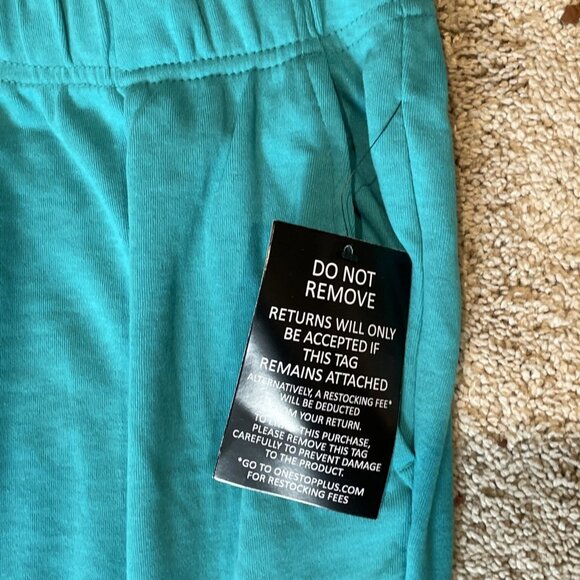 DO NOT
REMOVE
RETURNS WILL ONLY
BE ACCEPTED IF
THIS TAG
REMAINS ATTACHED
ALTERNATIVELY, A RESTOCKING FEE*
WILL BE DEDUCTED
FROM YOUR RETURN.
TO THIS PURCHASE,
PLEASE REMOVE THIS TAG
CAREFULLY TO PREVENT DAMAGE
TO THE PRODUCT.
*GO TO ONESTOPPLUS.COM
FOR RESTOCKING FEES